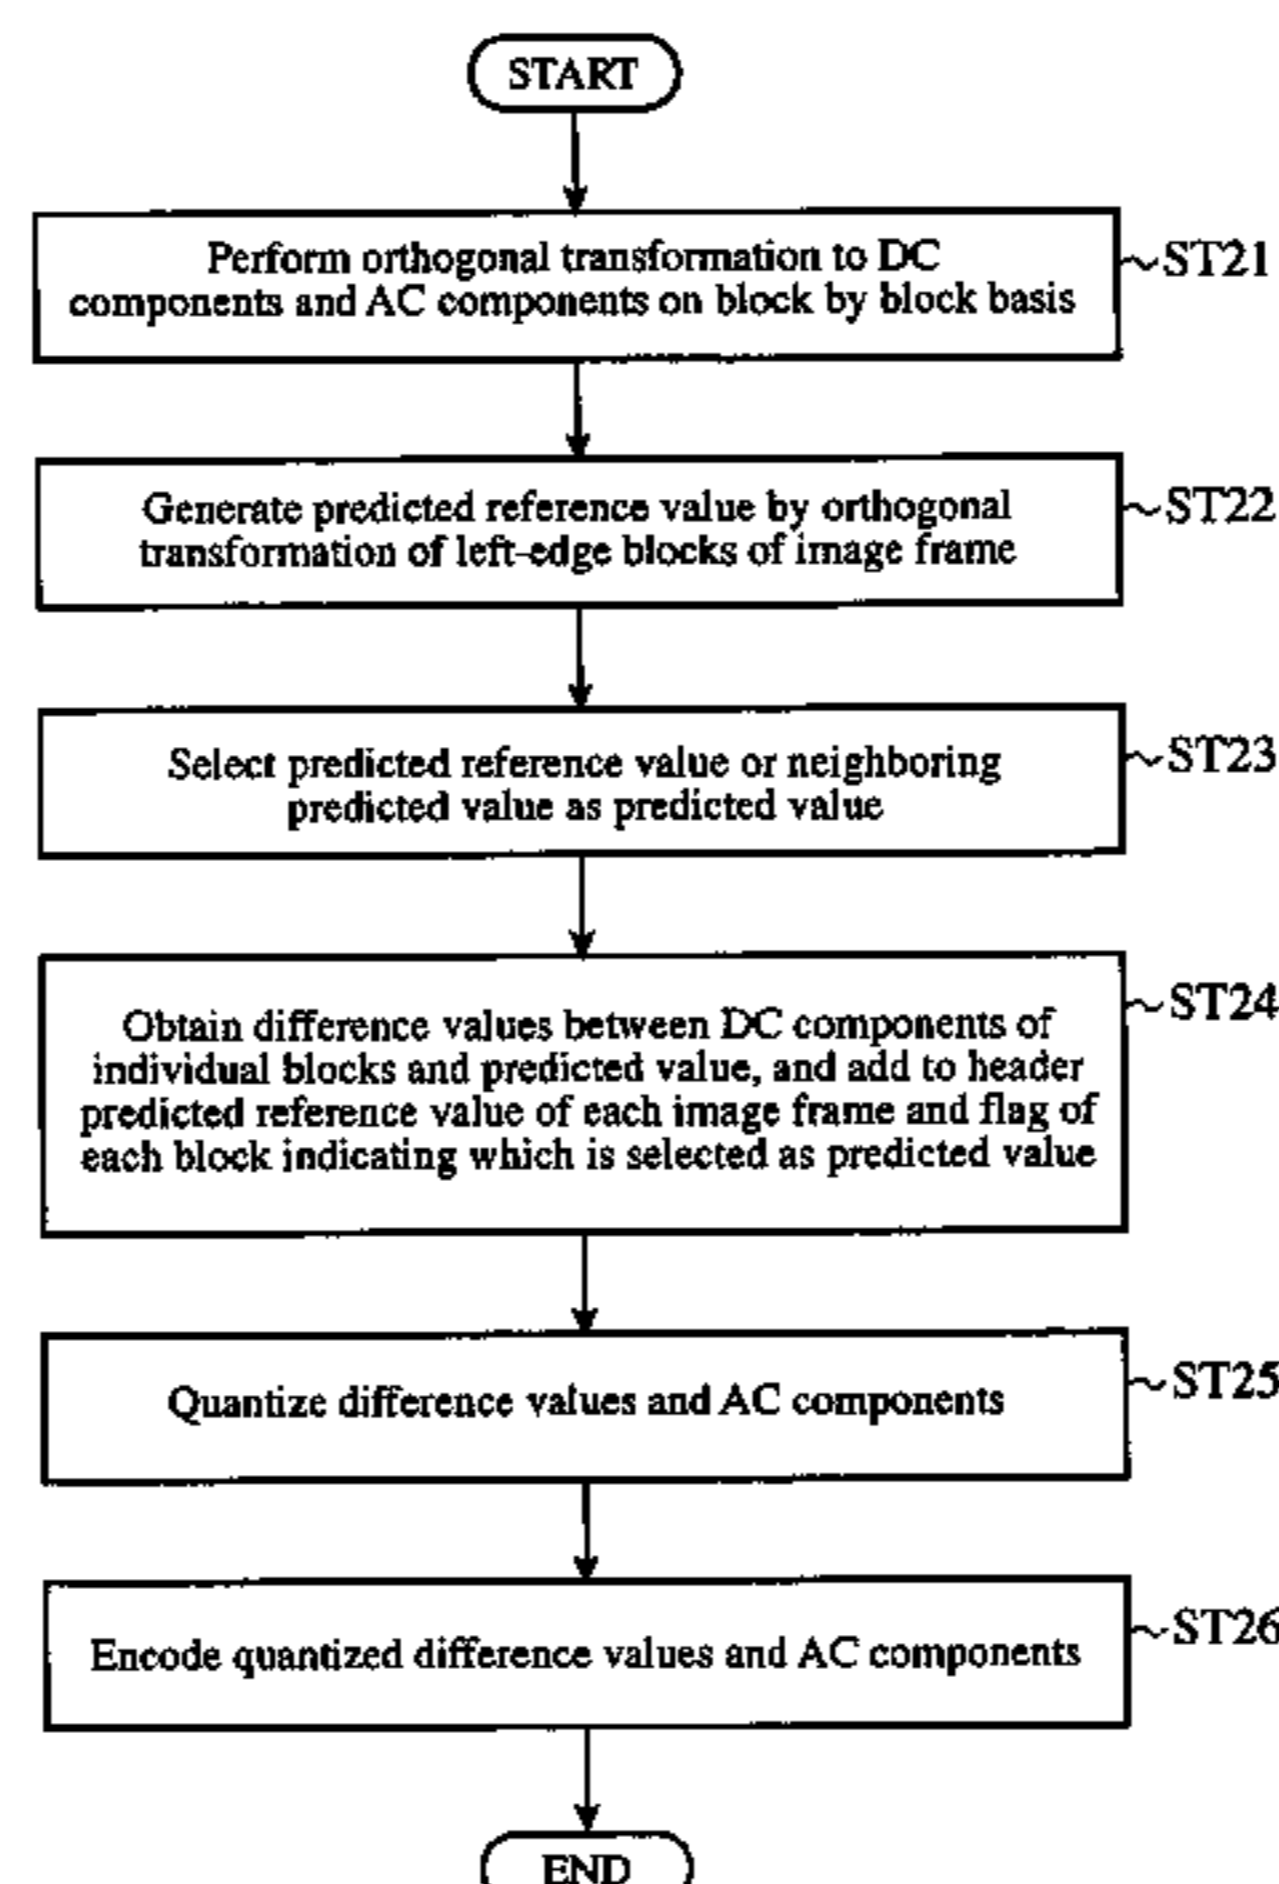 START
Perform orthogonal transformation to DC
components and AC components on block by block basis
ST21
Generate predicted reference value by orthogonal
transformation of left-edge blocks of image frame
ST22
Select predicted reference value or neighboring
predicted value as predicted value
ST23
Obtain difference values between DC components of
individual blocks and predicted value, and add to header
predicted reference value of each image frame and flag of
each block indicating which is selected as predicted value
ST24
Quantize difference values and AC components
ST25
Encode quantized difference values and AC components
ST26
END